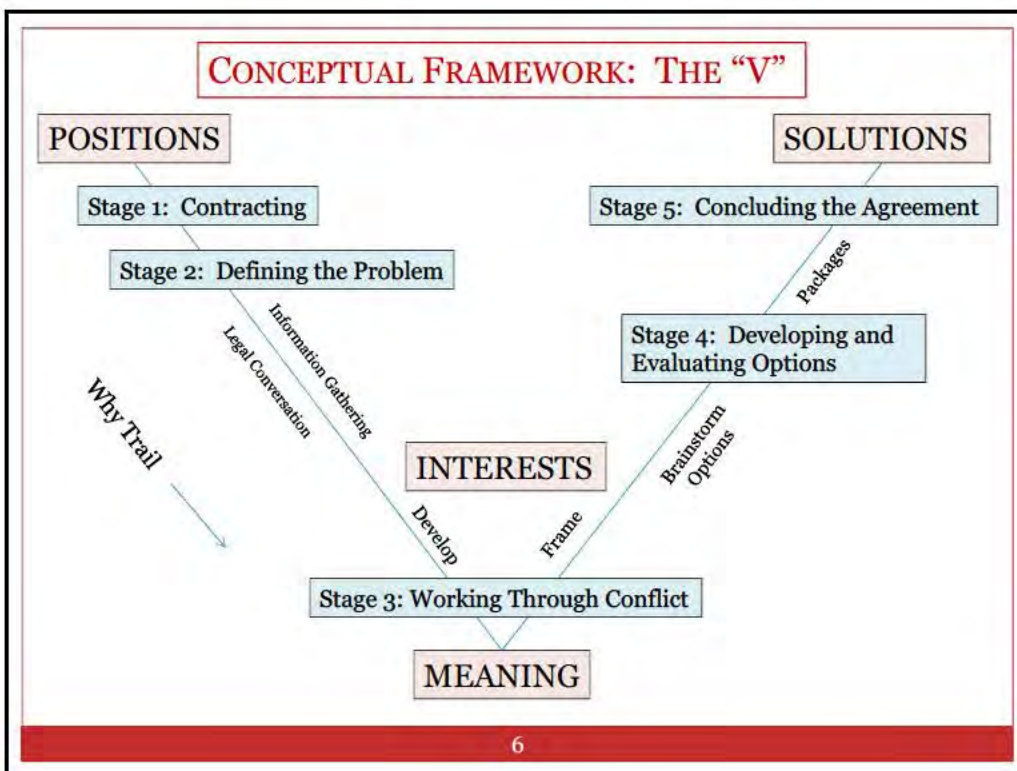 CONCEPTUAL FRAMEWORK: THE “V”
POSITIONS
SOLUTIONS
Stage 1: Contracting
Stage 5: Concluding the Agreement
Stage 2: Defining the Problem
Packages
Information Gathering
Legal Conversation
Stage 4: Developing and
Evaluating Options
Why Trail
Brainstorm
Options
INTERESTS
Develop
Frame
Stage 3: Working Through Conflict
MEANING
6